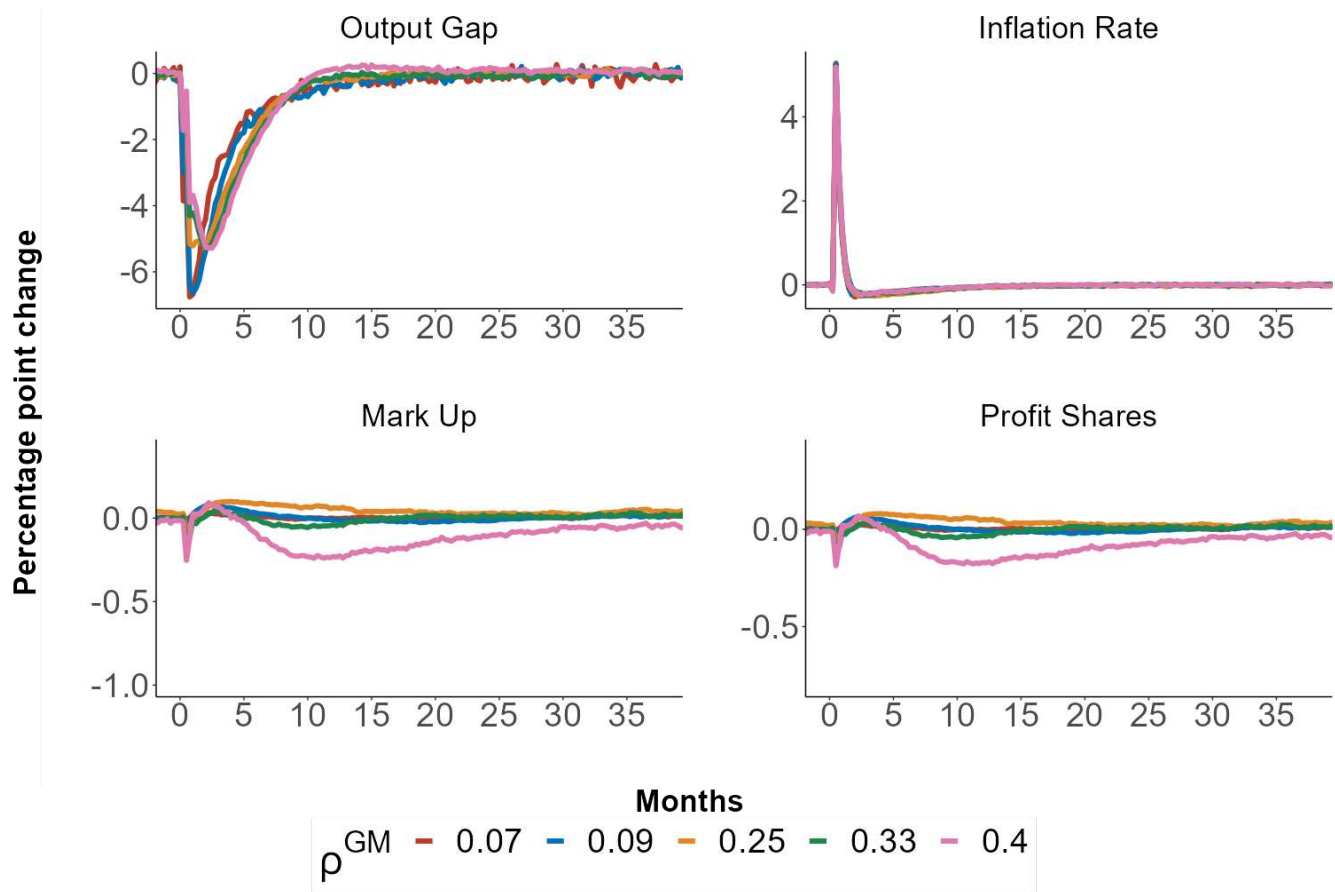 Output Gap
Inflation Rate
0
-2
-4
-6
4
2
0
0 5 10 15 20 25 30 35
0 5 10 15 20 25 30 35
Percentage point change
Mark Up
Profit Shares
0.0
-0.5
-1.0
0.0
-0.5
0 5 10 15 20 25 30 35
0 5 10 15 20 25 30 35
Months
ρGM 0.07 0.09 0.25 0.33 0.4